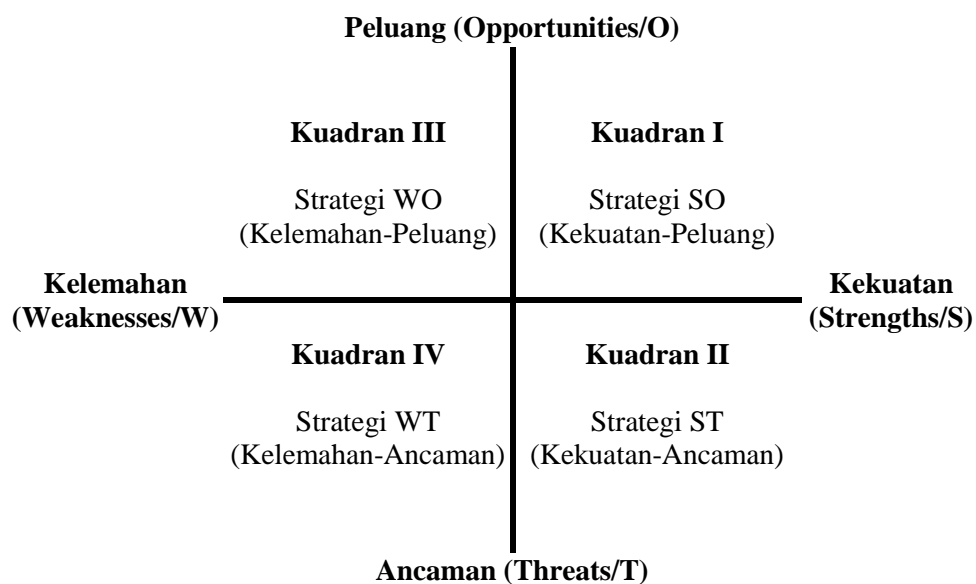 Peluang (Opportunities/O)
Kuadran III
Kuadran I
Strategi WO
(Kelemahan-Peluang)
Strategi SO
(Kekuatan-Peluang)
Kelemahan
(Weaknesses/W)
Kekuatan
(Strengths/S)
Kuadran IV
Kuadran II
Strategi WT
(Kelemahan-Ancaman)
Strategi ST
(Kekuatan-Ancaman)
Ancaman (Threats/T)